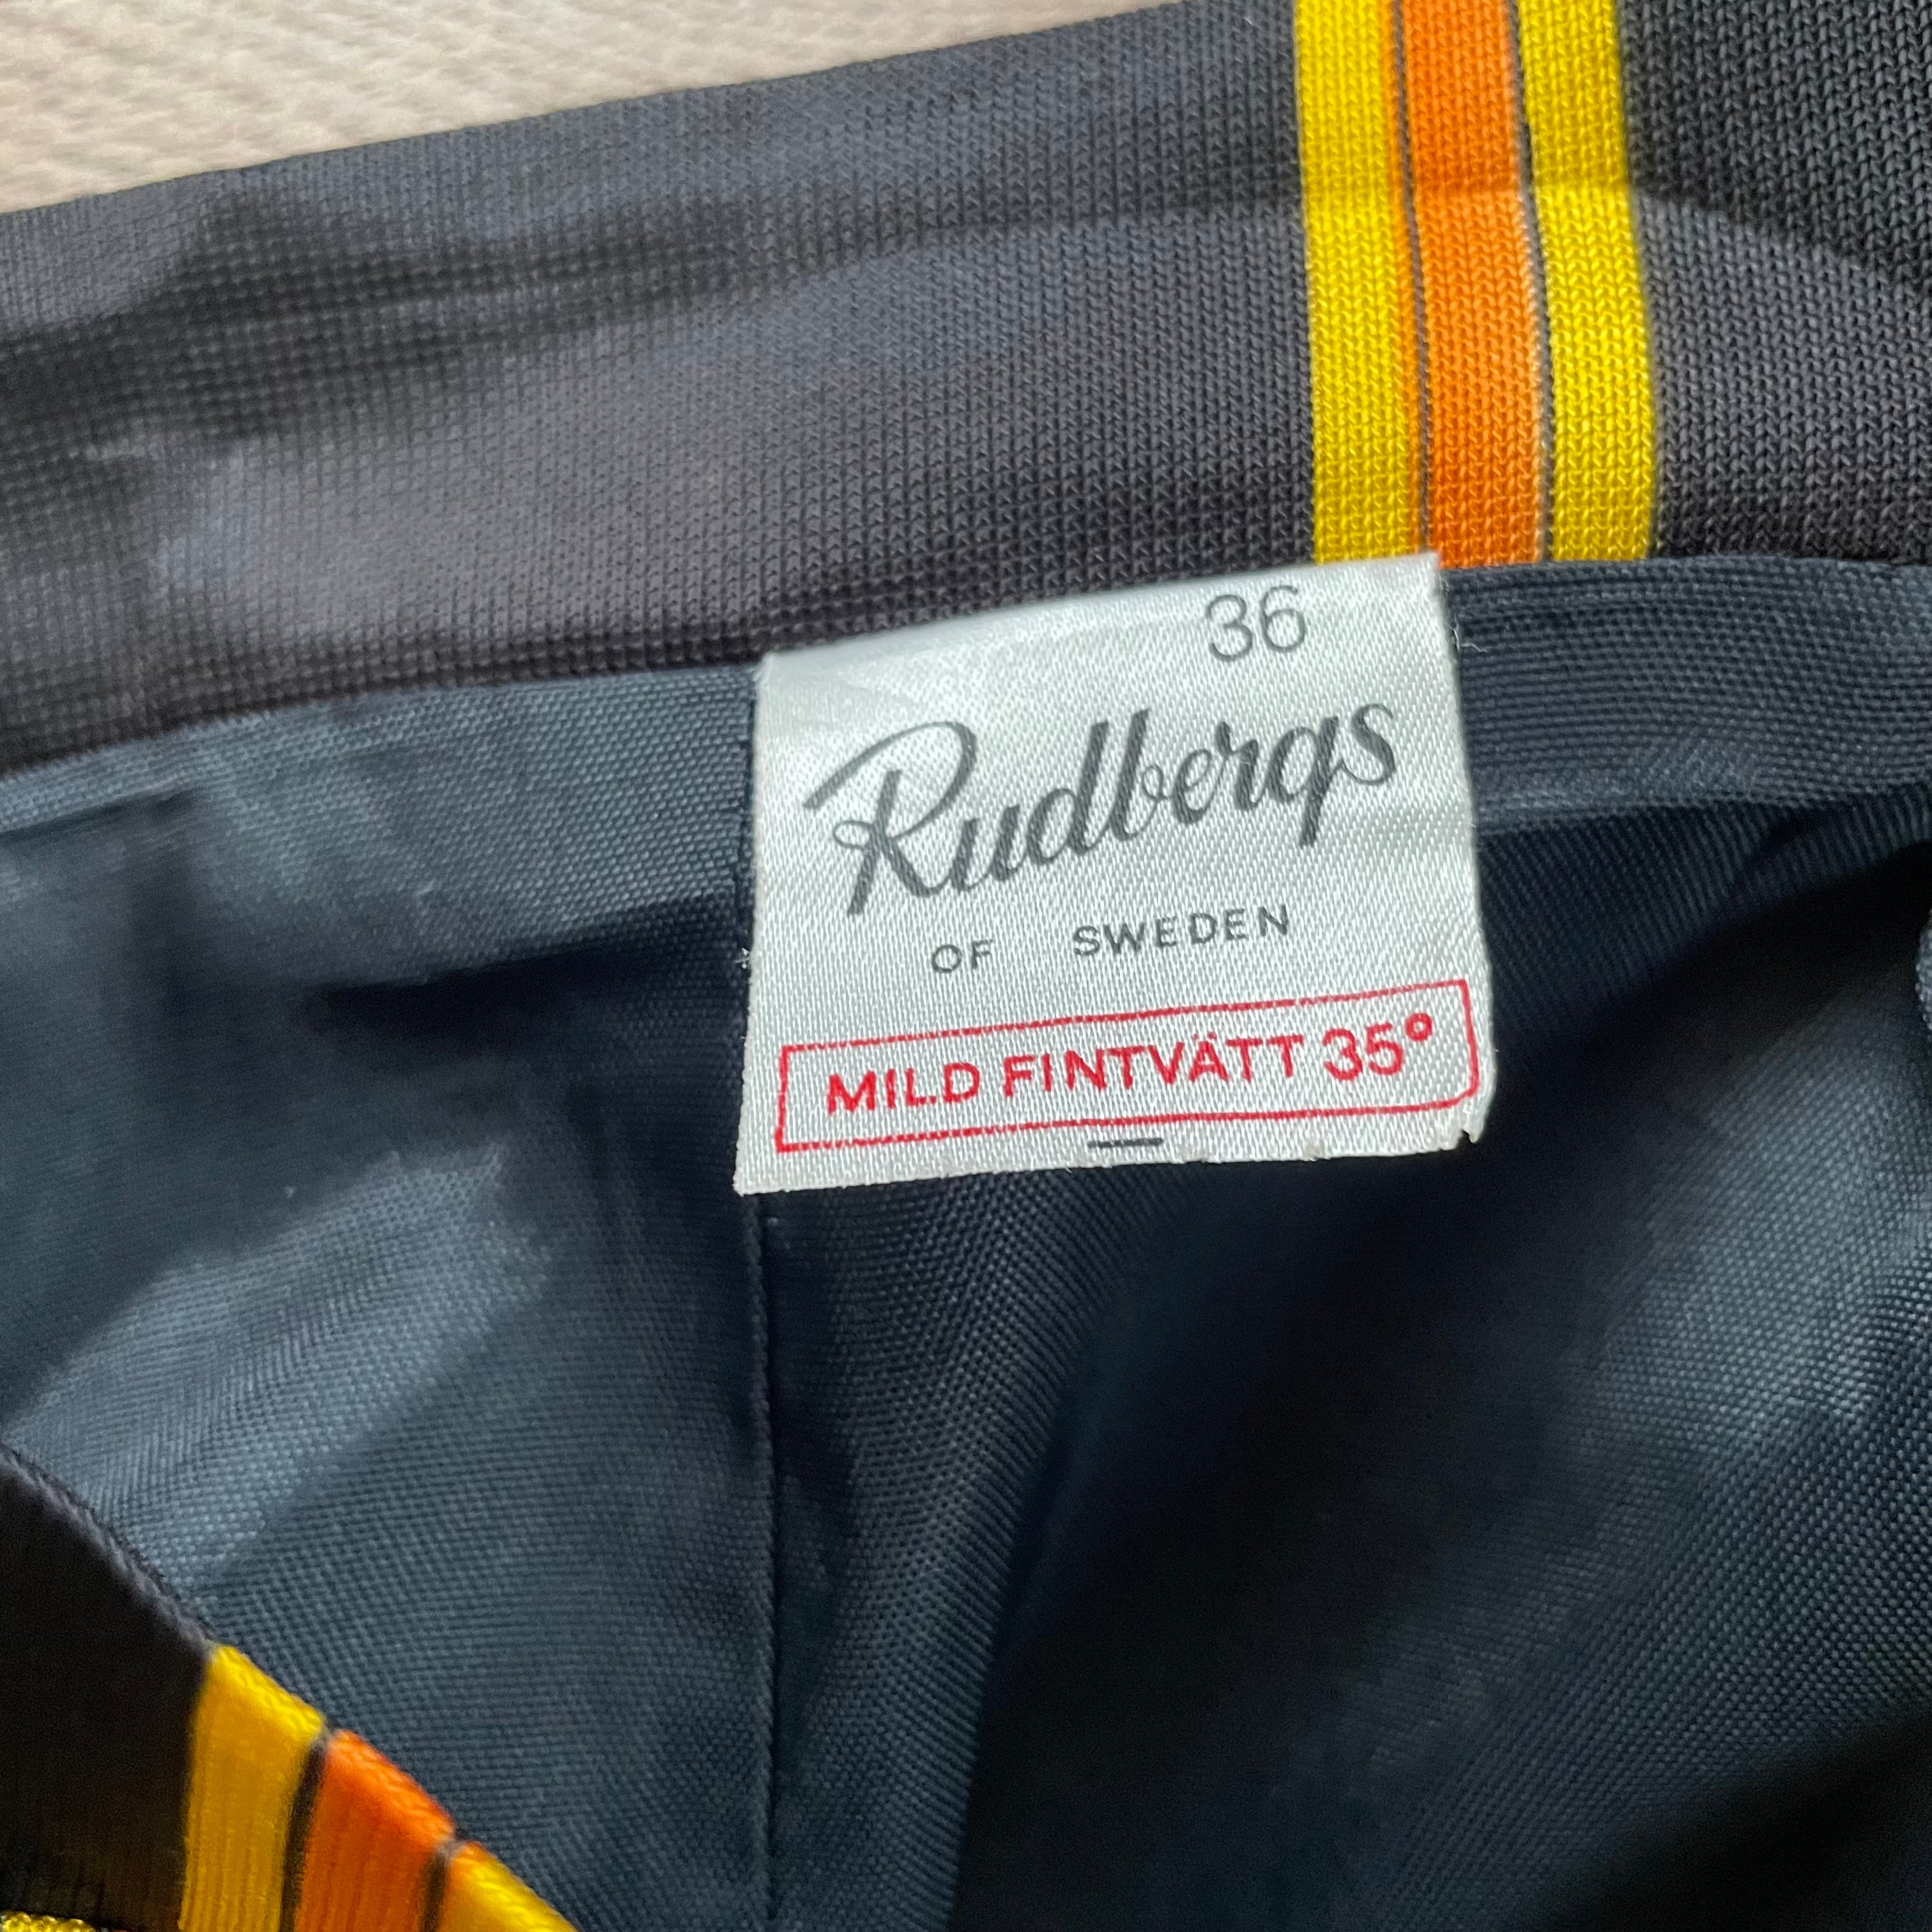 36
Rudbergs
OF SWEDEN
MILD FINTVÄTT 35°